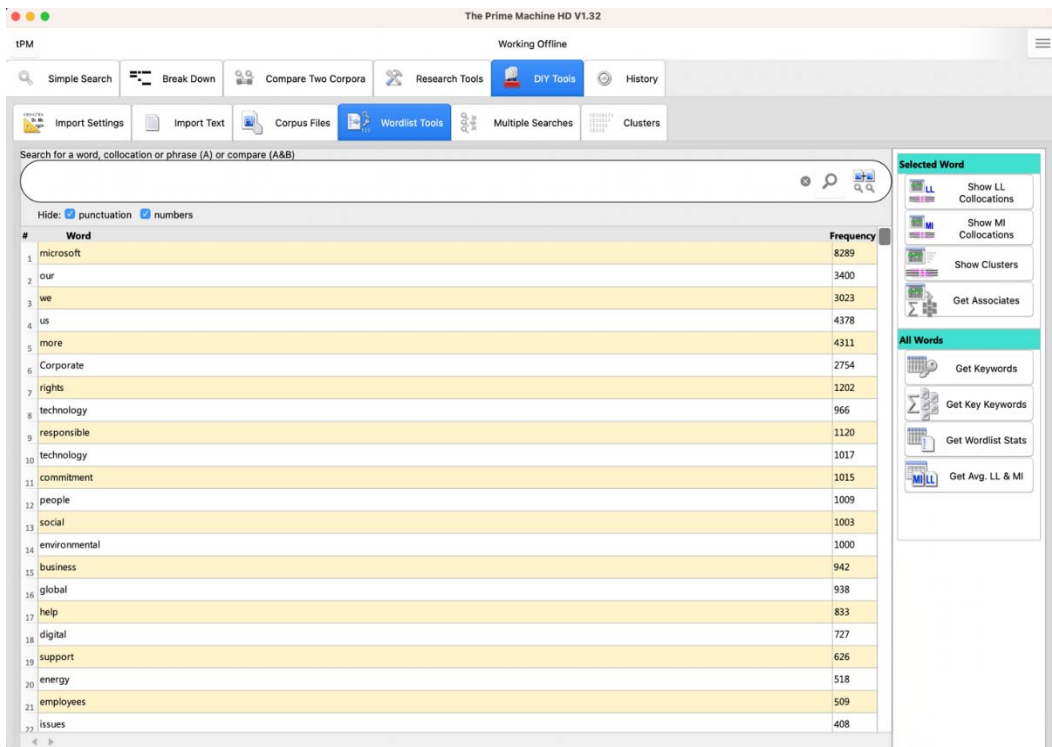 The Prime Machine HD V1.32
tPM Working Offline
Simple Search Break Down Compare Two Corpora Research Tools DIY Tools History
Import Settings Import Text Corpus Files Wordlist Tools Multiple Searches Clusters
Search for a word, collocation or phrase (A) or compare (A&B)
Hide: punctuation numbers
# Word Frequency
1 microsoft 8289
2 our 3400
3 we 3023
4 us 4378
5 more 4311
6 Corporate 2754
7 rights 1202
8 technology 966
9 responsible 1120
10 technology 1017
11 commitment 1015
12 people 1009
13 social 1003
14 environmental 1000
15 business 942
16 global 938
17 help 833
18 digital 727
19 support 626
20 energy 518
21 employees 509
22 issues 408
Selected Word
LL Show LL
Collocations
MI Show MI
Collocations
Show Clusters
Get Associates
All Words
Get Keywords
Get Key Keywords
Get Wordlist Stats
MI LL Get Avg. LL & MI